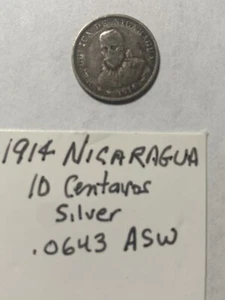 1914 NICARAGUA
10 Centavos
Silver
.0643 ASW